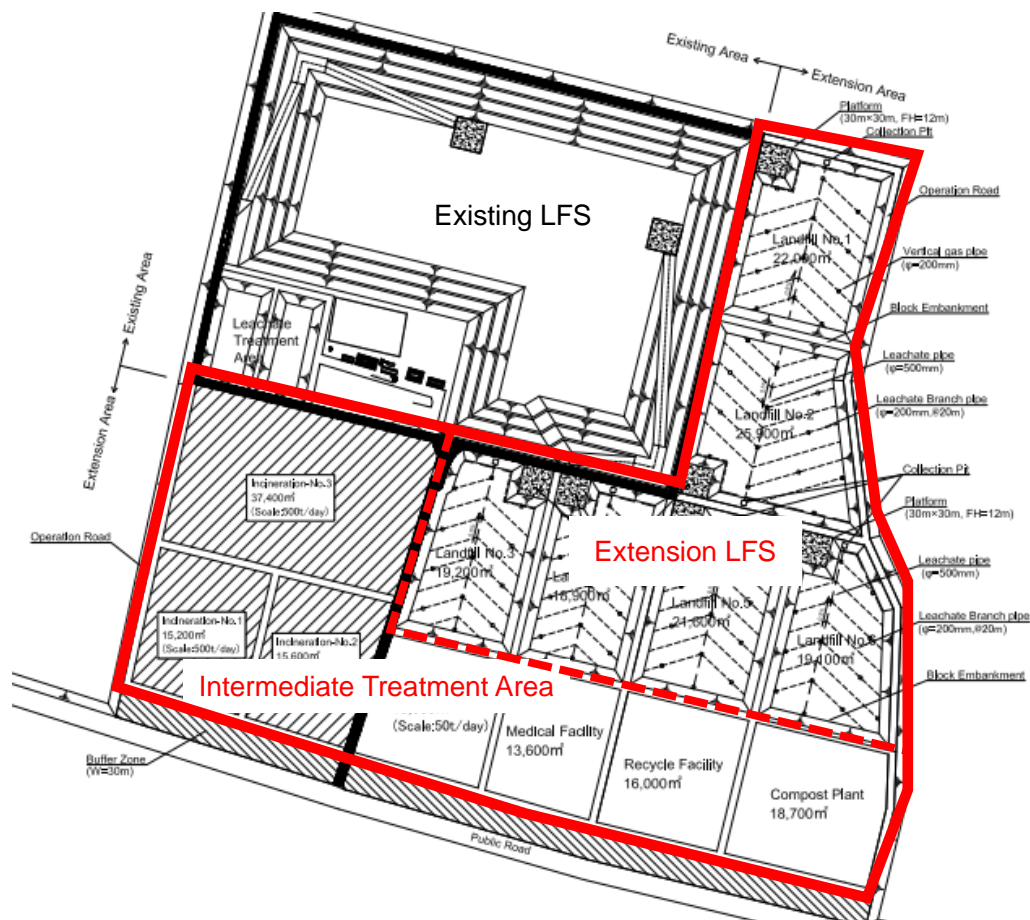 Existing Area
Extension Area
Platform
(30m×30m, FH=12m)
Collection Pit
Operation Road
Existing LFS
Landfill No.1
22,000㎡
Vertical gas pipe
(φ=200mm)
Block Embankment
Leachate
Treatment
Area
Existing Area
Extension Area
Leachate pipe
(φ=500mm)
Leachate Branch pipe
(φ=200mm,@20m)
Landfill No.2
25,900㎡
Collection Pit
Platform
(30m×30m, FH=12m)
Incineration-No.3
37,400㎡
(Scale:500t/day)
Operation Road
Landfill No.3
19,200㎡
Extension LFS
16,900㎡
Landfill No.5
21,600㎡
Leachate pipe
(φ=500mm)
Leachate Branch pipe
(φ=200mm,@20m)
Landfill No.6
19,100㎡
Block Embankment
Incineration-No.1
15,200㎡
(Scale:500t/day)
Incineration-No.2
15,600㎡
Intermediate Treatment Area
(Scale:50t/day)
Medical Facility
13,600㎡
Recycle Facility
16,000㎡
Compost Plant
18,700㎡
Buffer Zone
(W=30m)
Public Road